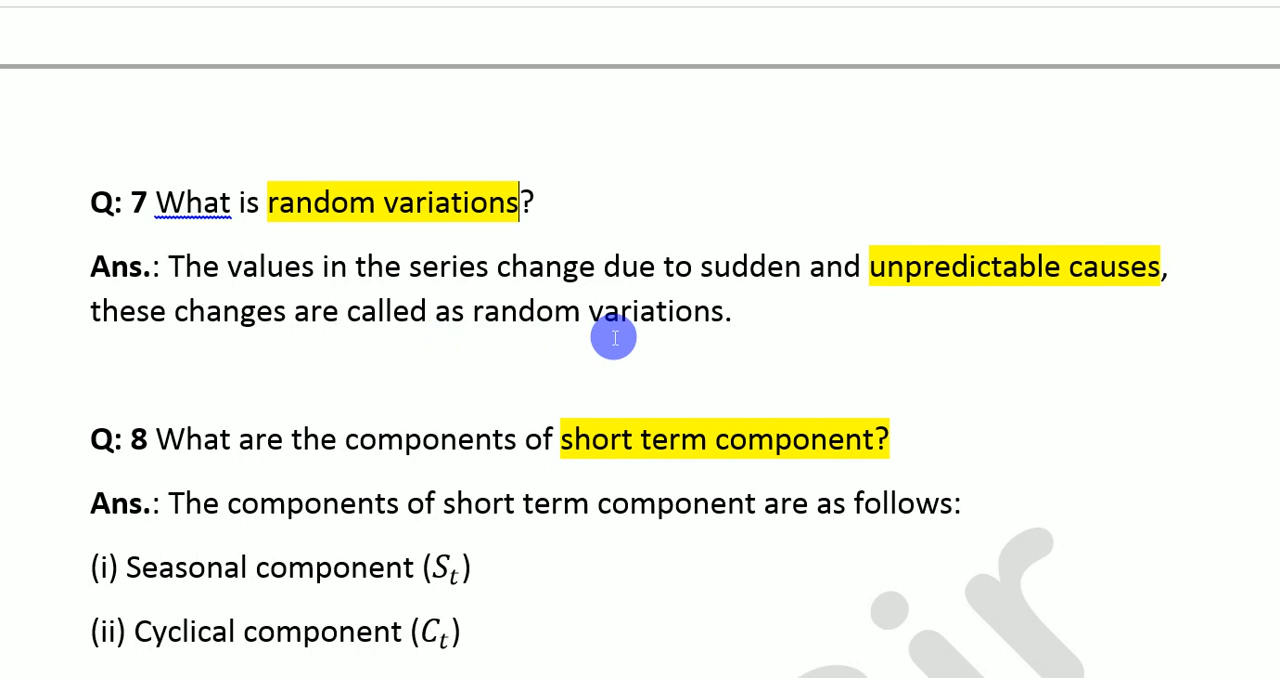 Q: 7 What is random variations?
Ans.: The values in the series change due to sudden and unpredictable causes,
these changes are called as random variations.
Q: 8 What are the components of short term component?
Ans.: The components of short term component are as follows:
(i) Seasonal component (Sₜ)
(ii) Cyclical component (Cₜ)